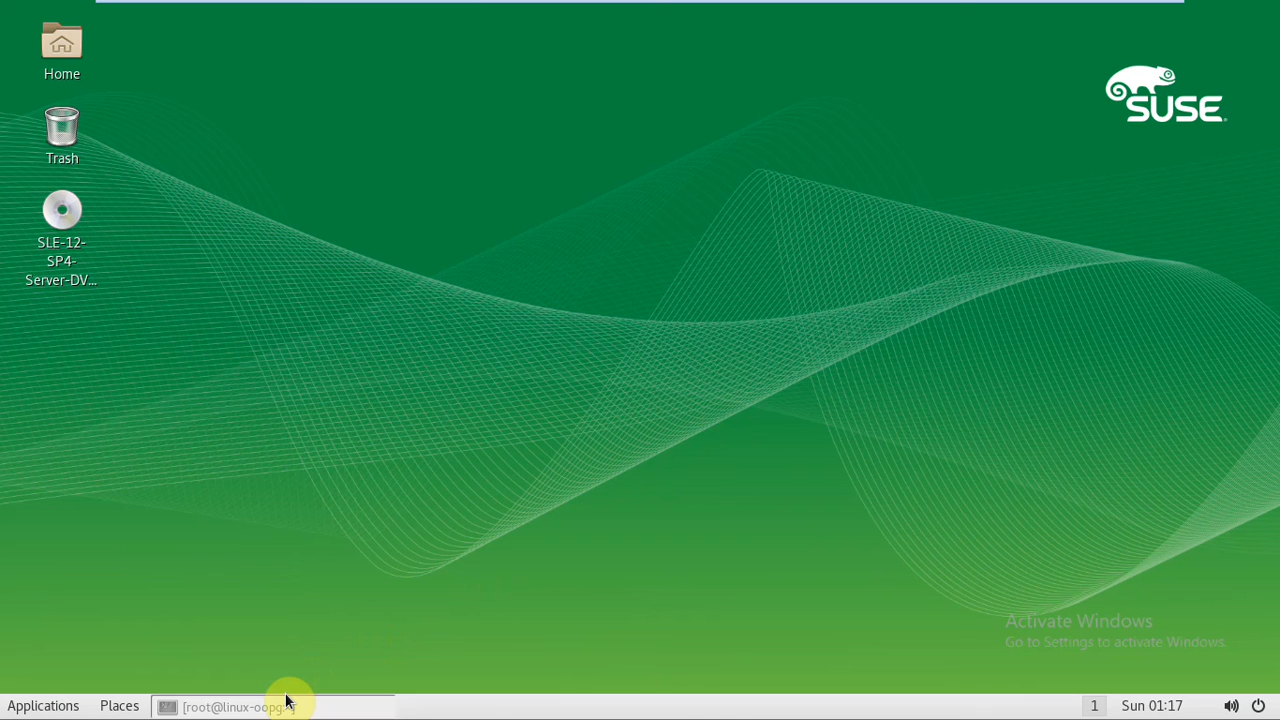 Home
SUSE
Trash
SLE-12-
SP4-
Server-DV...
Activate Windows
Go to Settings to activate Windows.
Applications
Places
1
Sun 01:17